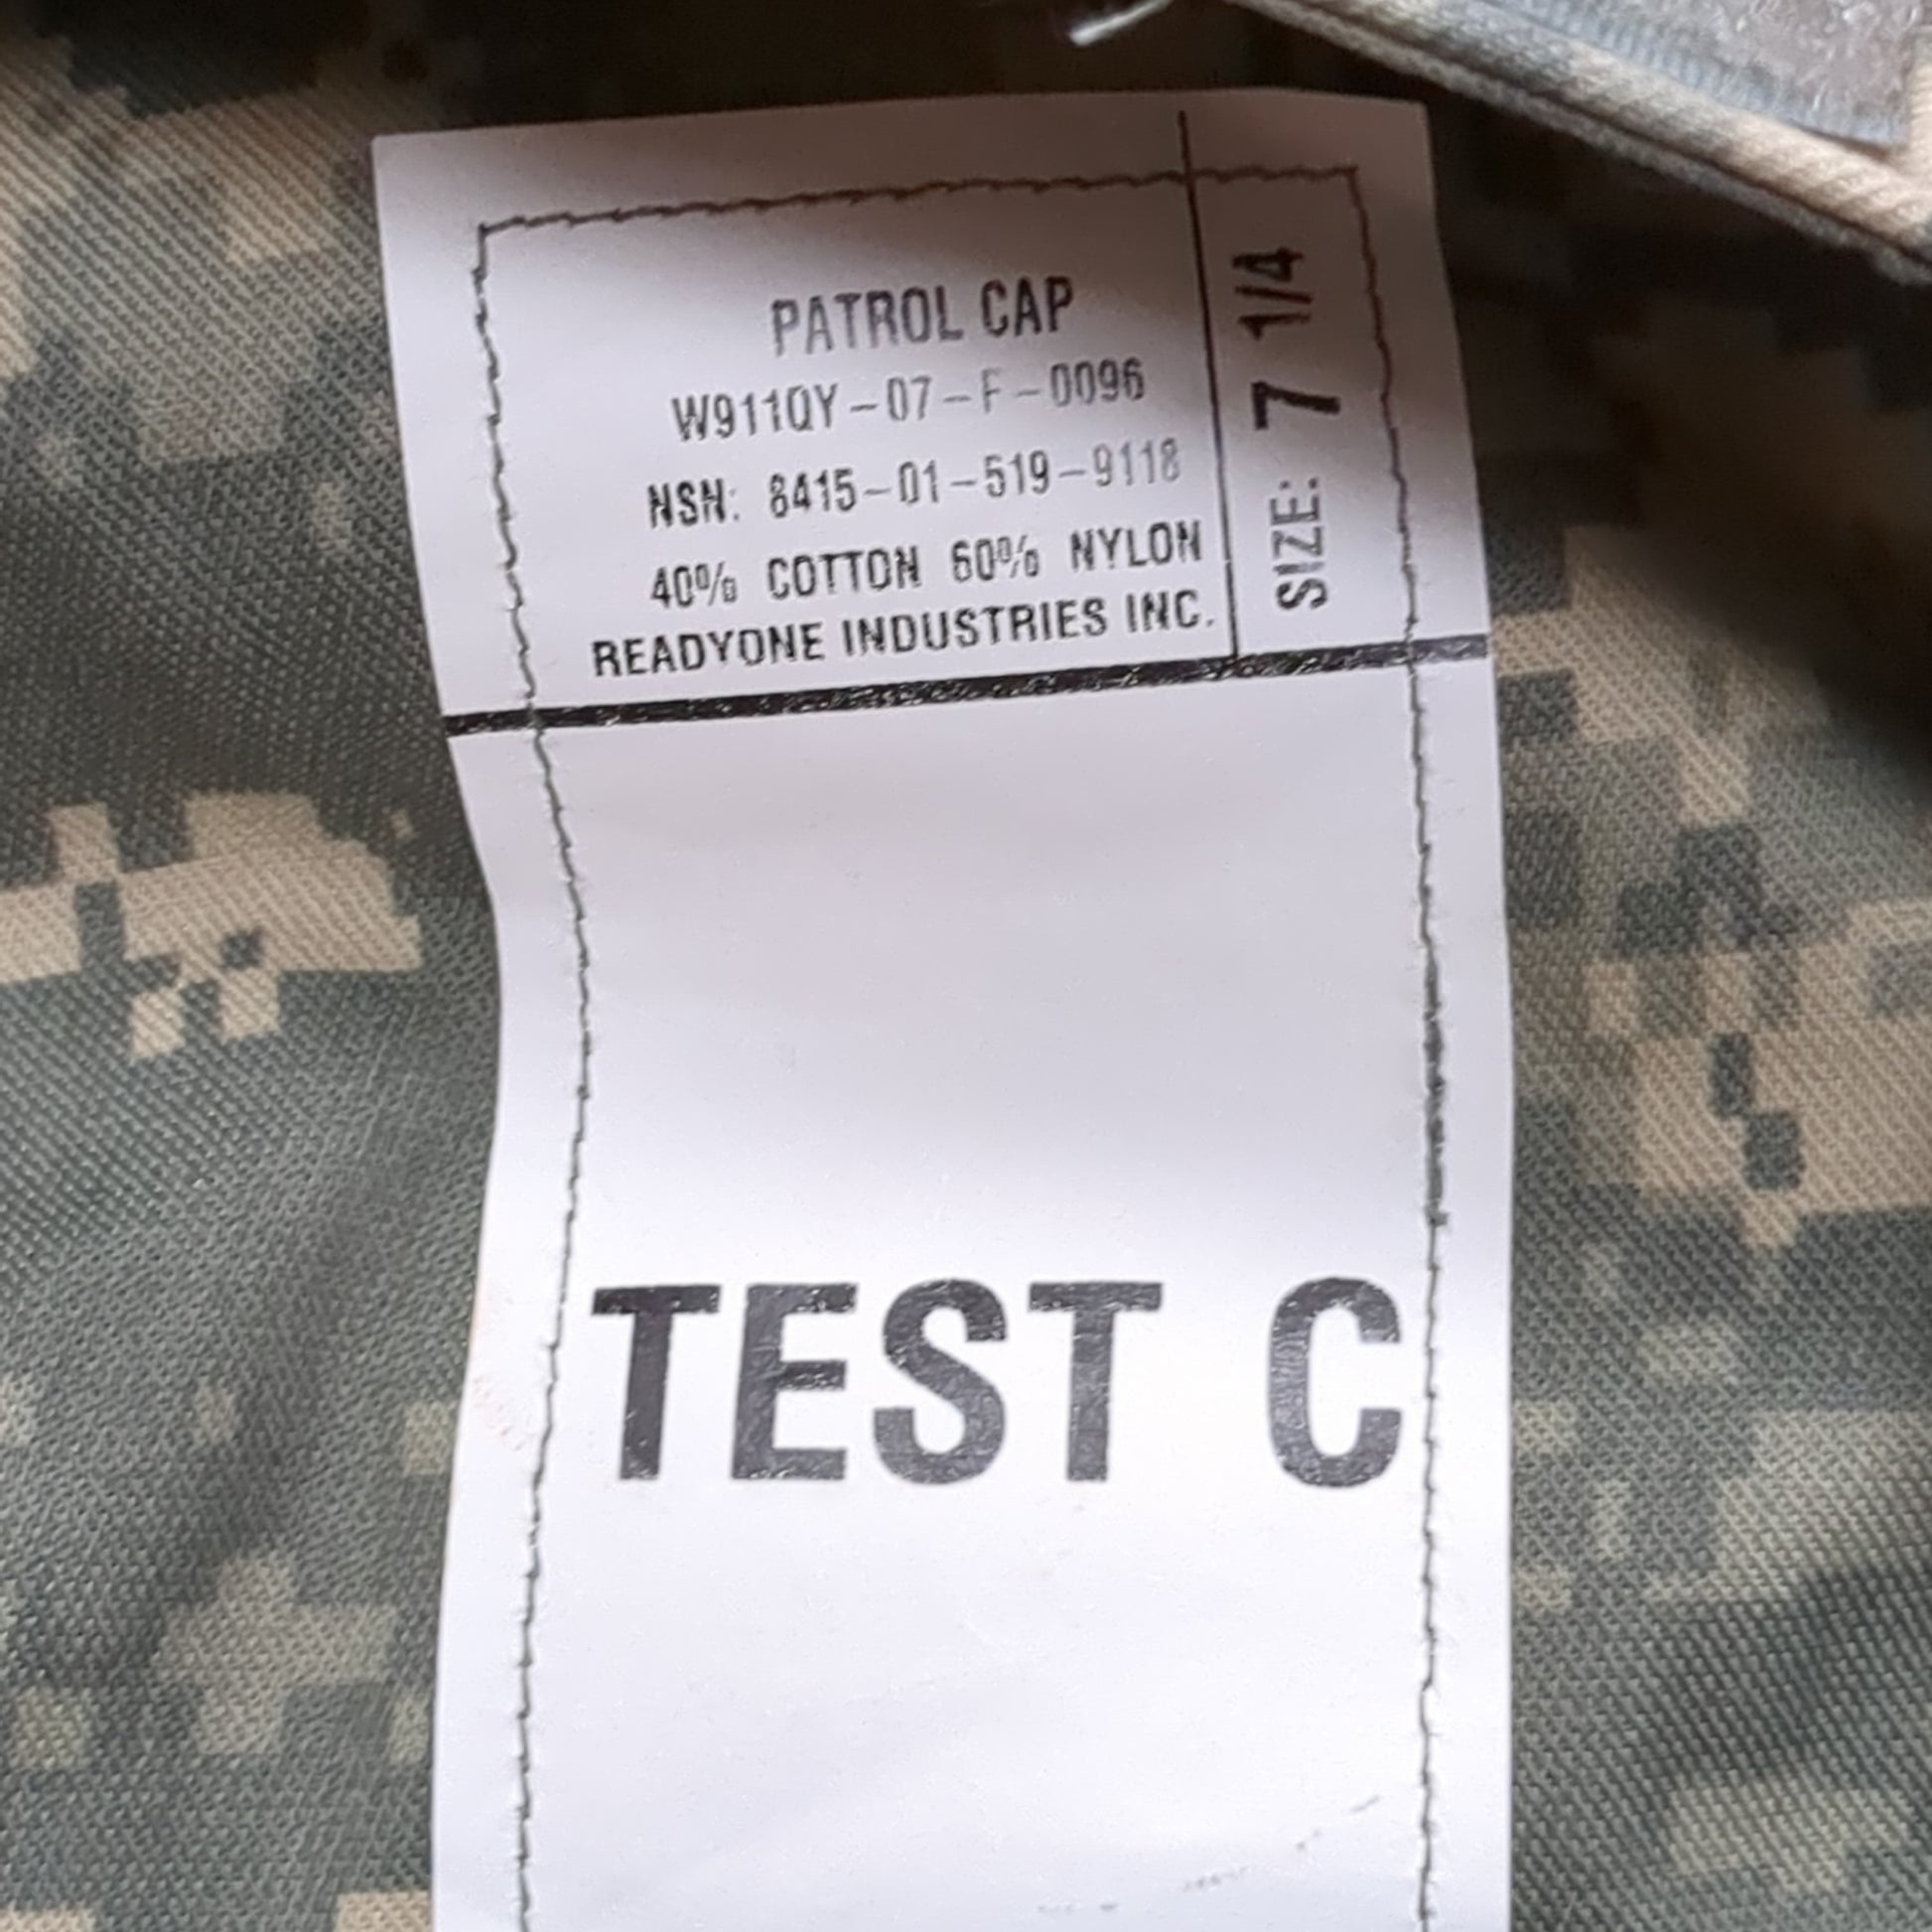 PATROL CAP
W911QY-07-F-0096
NSN: 8415-01-519-9118
40% COTTON 60% NYLON
READYONE INDUSTRIES INC.
SIZE: 7 1/4
TEST C